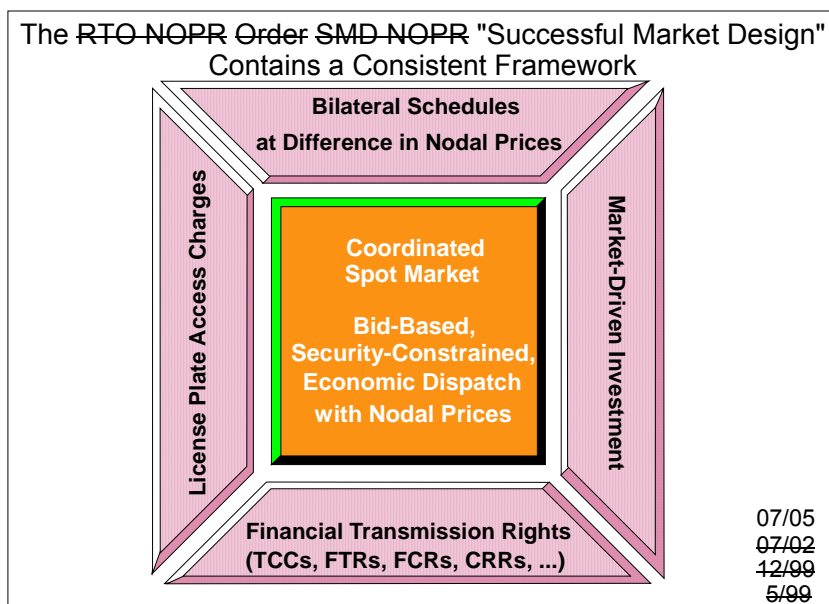 The RTO NOPR Order SMD NOPR "Successful Market Design"
Contains a Consistent Framework
Bilateral Schedules
at Difference in Nodal Prices
License Plate Access Charges
Coordinated
Spot Market
Bid-Based,
Security-Constrained,
Economic Dispatch
with Nodal Prices
Market-Driven Investment
Financial Transmission Rights
(TCCs, FTRs, FCRs, CRRs, ...)
07/05
07/02
12/99
5/99